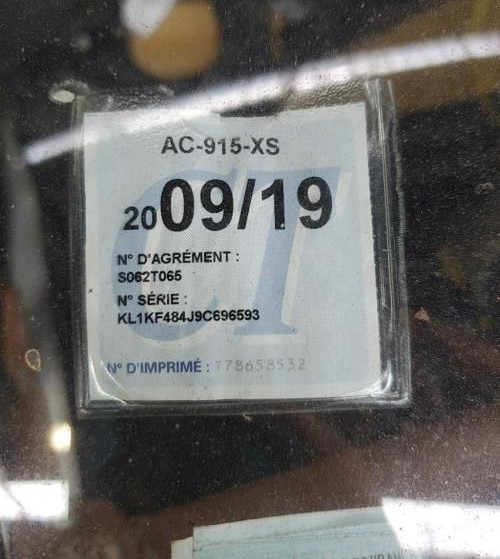 AC-915-XS
2009/19
N° D'AGRÉMENT :
S062T065
N° SÉRIE :
KL1KF484J9C696593
CT
N° D'IMPRIMÉ : T78658532